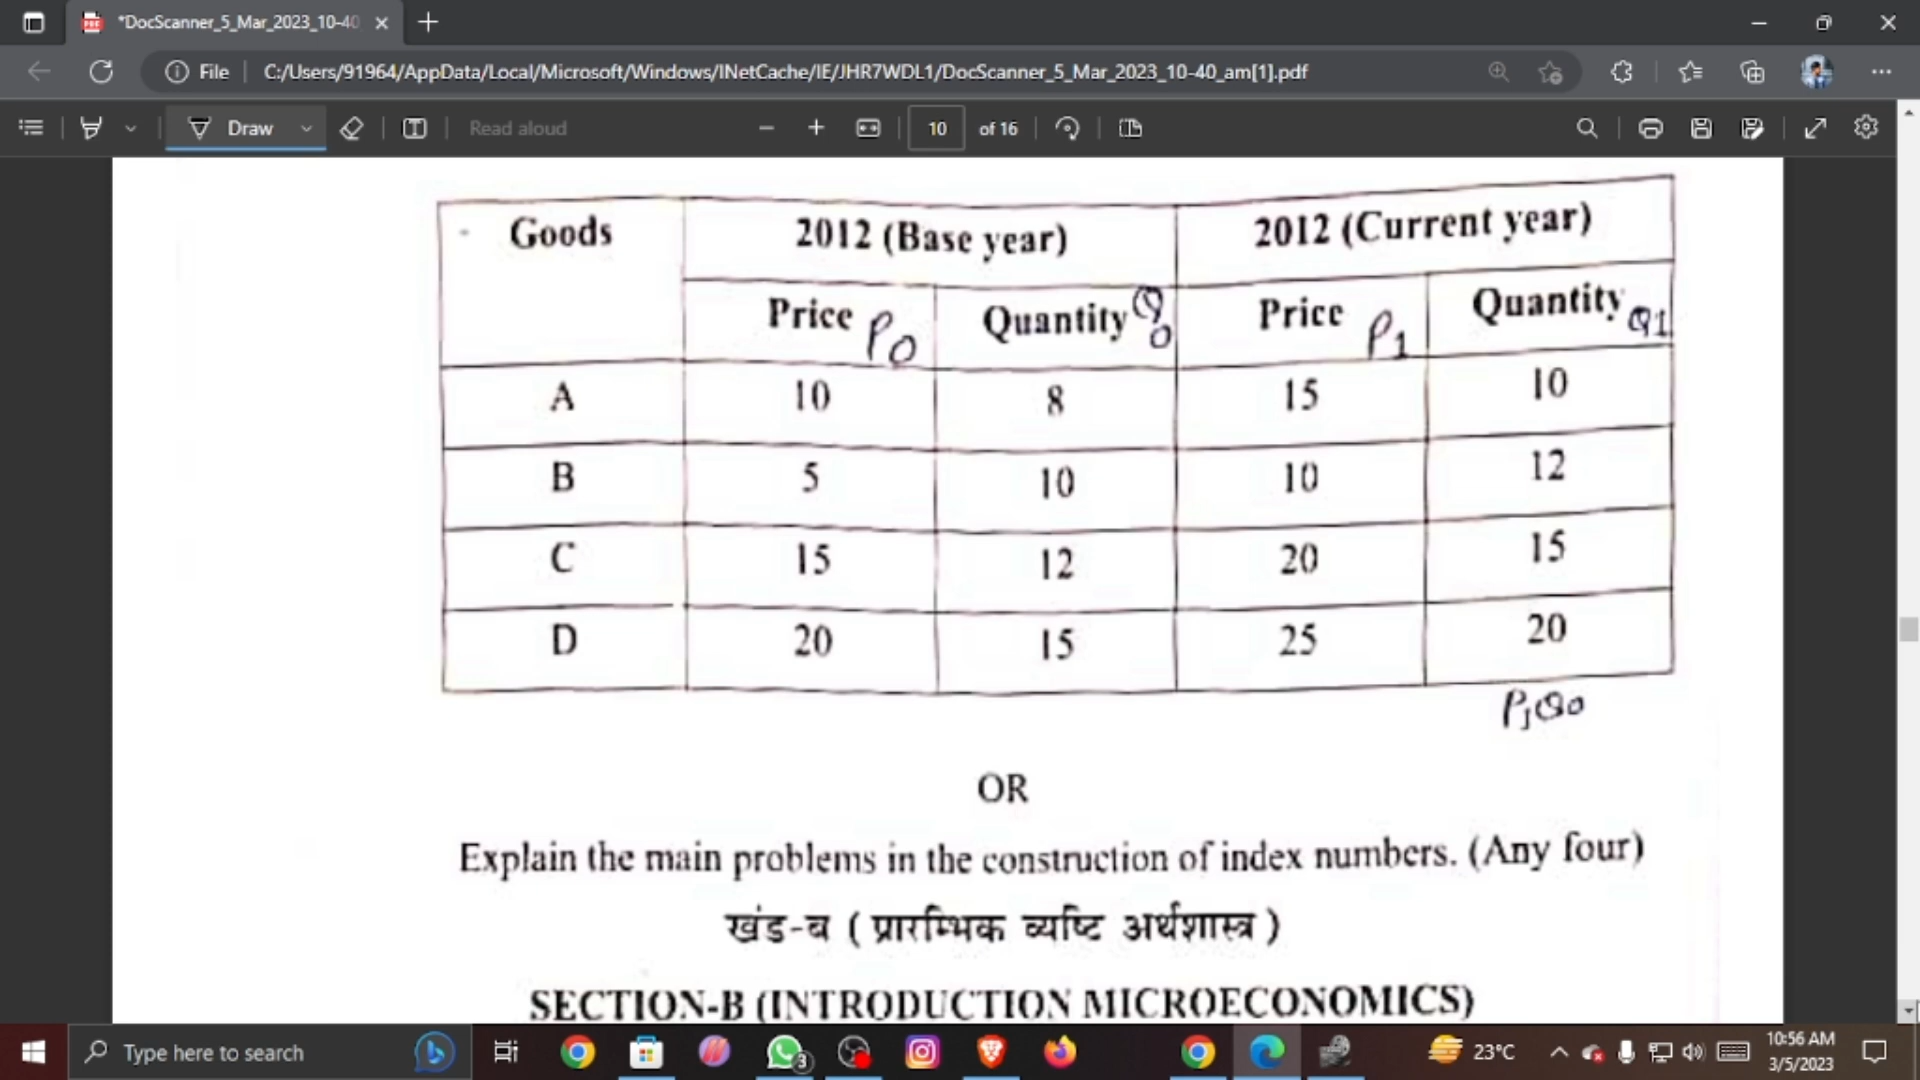 *DocScanner_5_Mar_2023_10-40
File
C:/Users/91964/AppData/Local/Microsoft/Windows/INetCache/IE/JHR7WDL1/DocScanner_5_Mar_2023_10-40_am[1].pdf
Draw
Read aloud
10 of 16
Goods 2012 (Base year) 2012 (Current year)
Price P0 Quantity Q0 Price P1 Quantity Q1
A 10 8 15 10
B 5 10 10 12
C 15 12 20 15
D 20 15 25 20
P1Q0
OR
Explain the main problems in the construction of index numbers. (Any four)
खंड-ब ( प्रारम्भिक व्यष्टि अर्थशास्त्र )
SECTION-B (INTRODUCTION MICROECONOMICS)
Type here to search
3
23°C
10:56 AM
3/5/2023